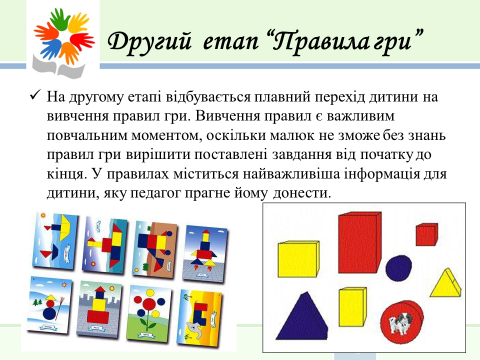 Другий етап “Правила гри”
На другому етапі відбувається плавний перехід дитини на
вивчення правил гри. Вивчення правил є важливим
повчальним моментом, оскільки малюк не зможе без знань
правил гри вирішити поставлені завдання від початку до
кінця. У правилах міститься найважливіша інформація для
дитини, яку педагог прагне йому донести.